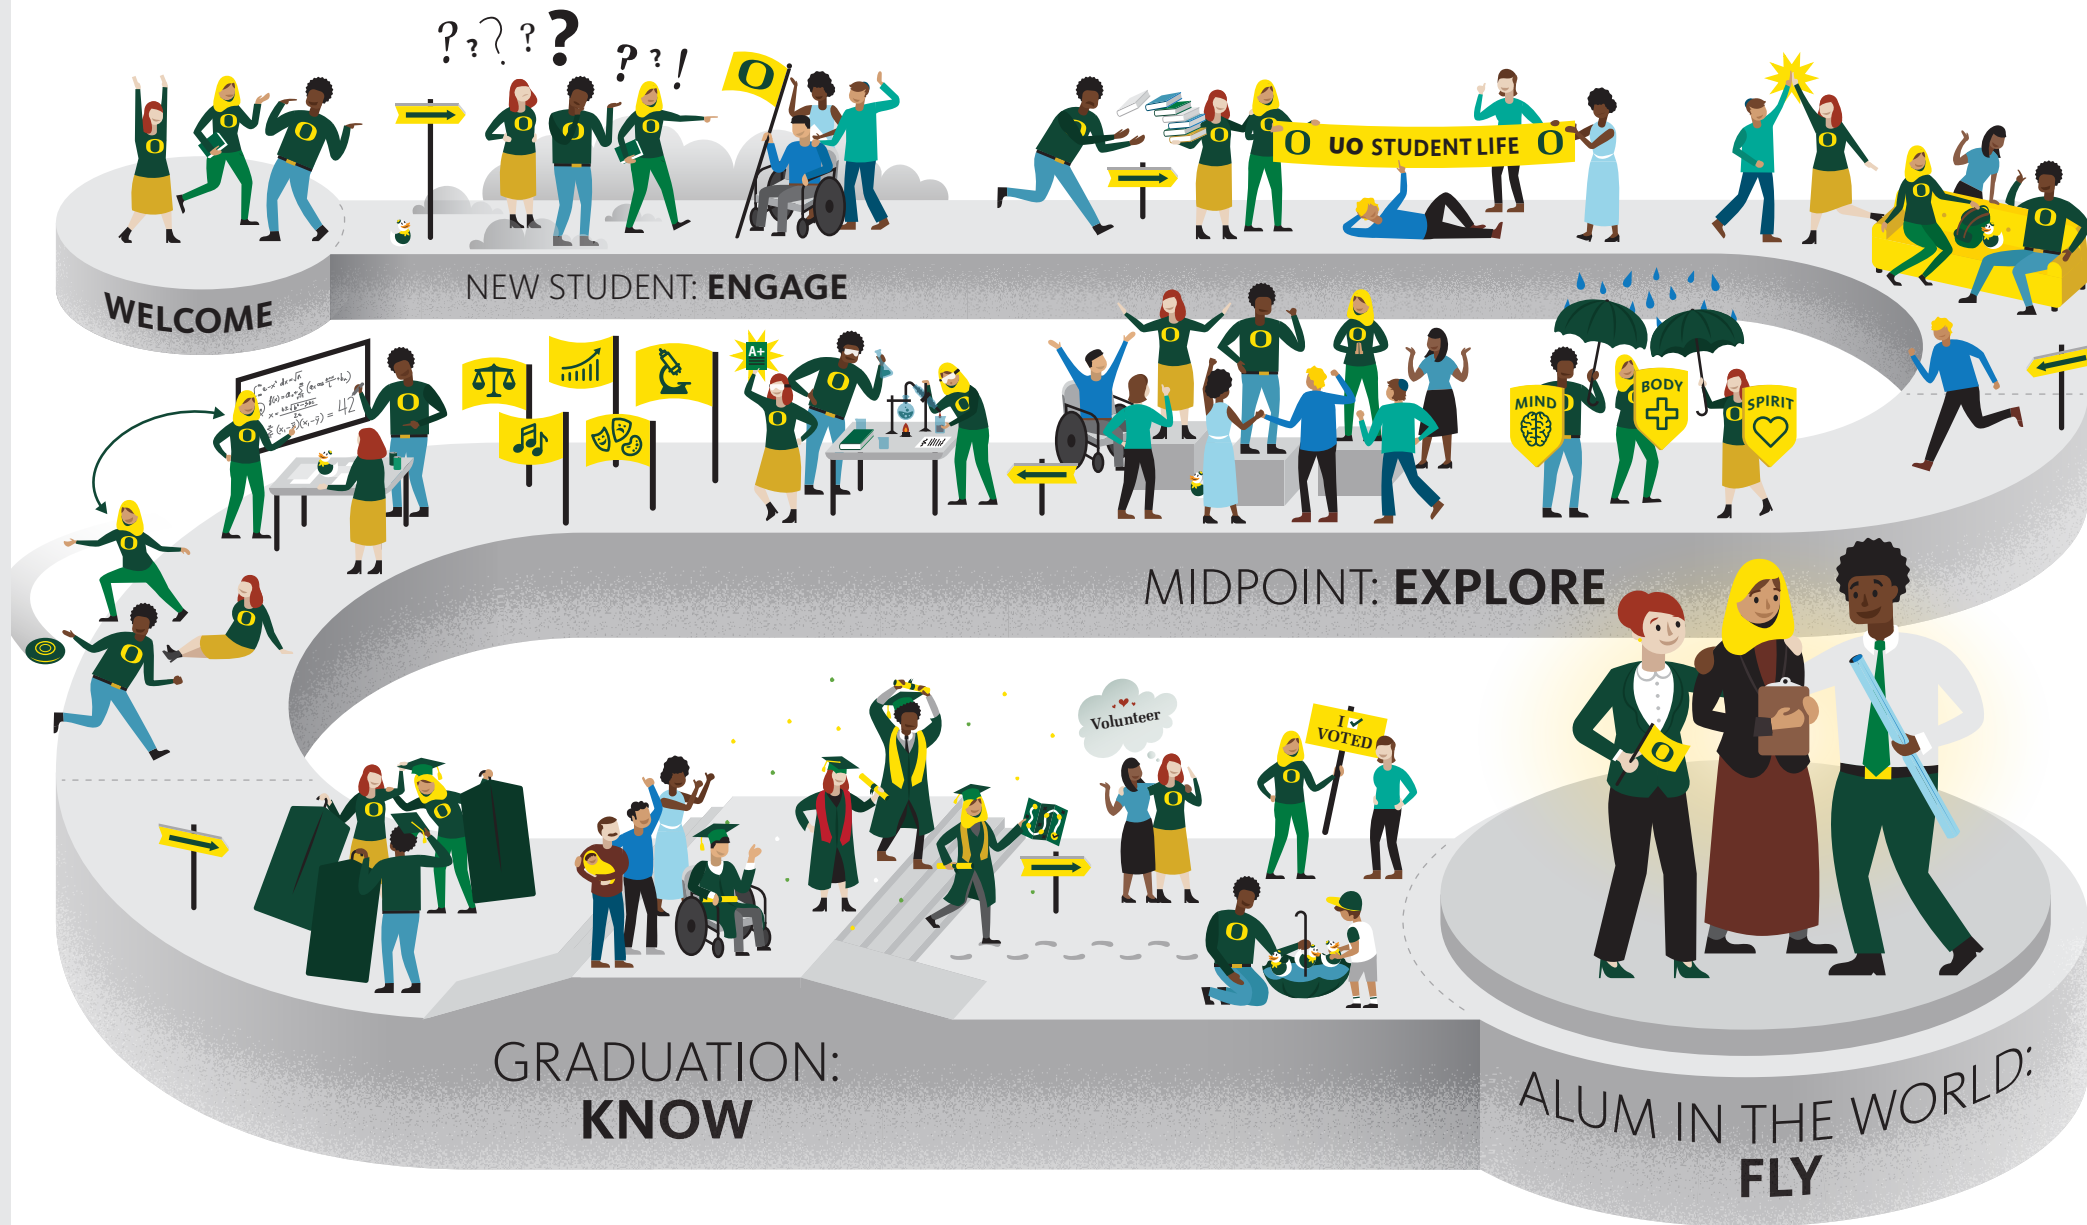 ? ? ? ? ?
? ? !
O
O UO STUDENT LIFE O
WELCOME
NEW STUDENT: ENGAGE
A+
MIND
BODY
SPIRIT
= 42
MIDPOINT: EXPLORE
Volunteer
I
VOTED
O
GRADUATION:
KNOW
ALUM IN THE WORLD:
FLY